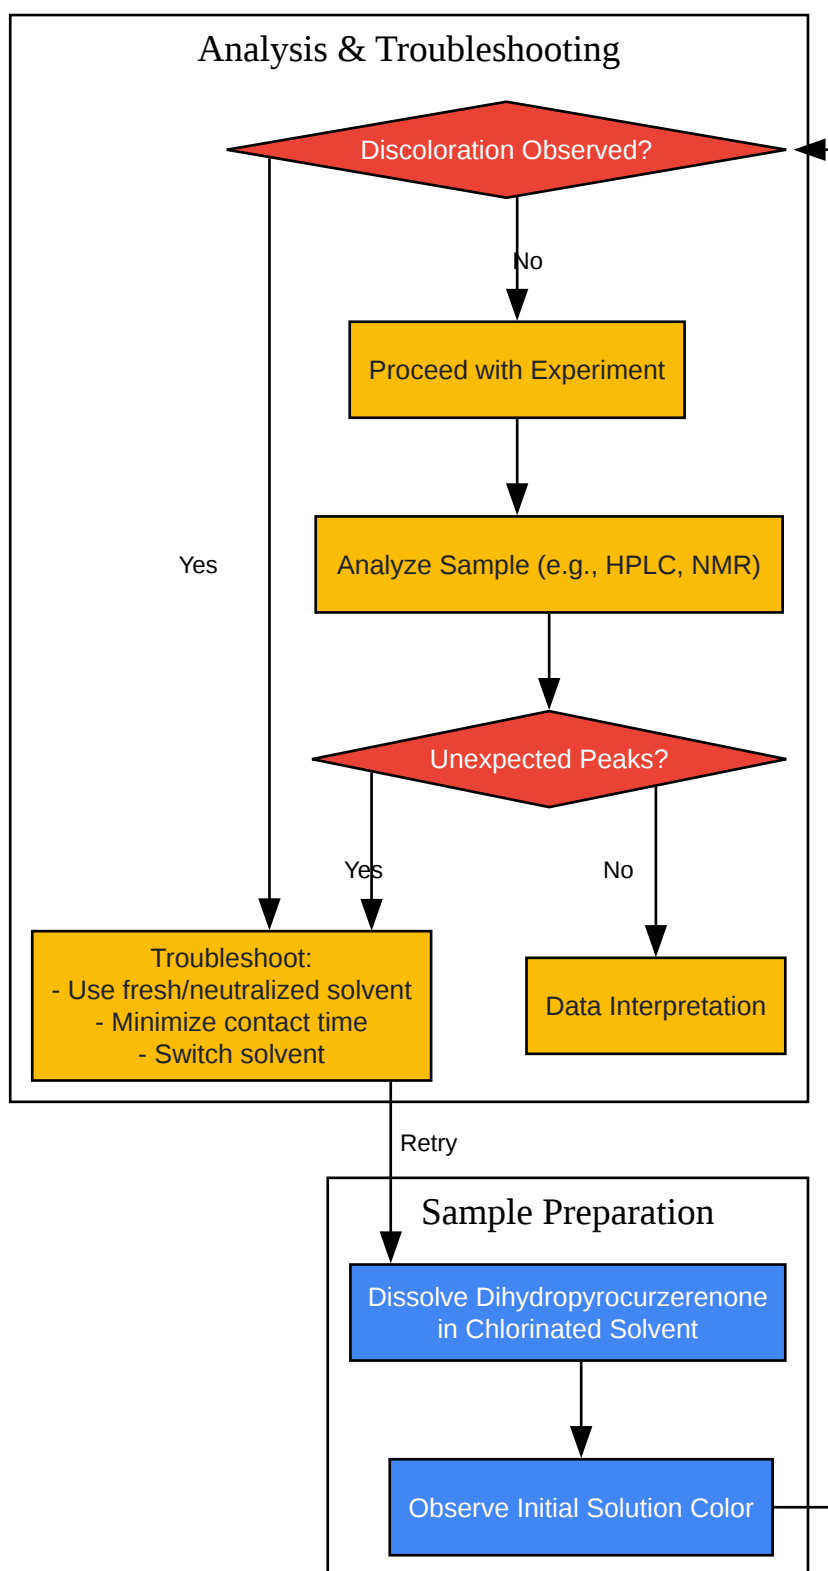 Analysis & Troubleshooting
Discoloration Observed?
No
Proceed with Experiment
Yes
Analyze Sample (e.g., HPLC, NMR)
Unexpected Peaks?
Yes
No
Troubleshoot:
- Use fresh/neutralized solvent
- Minimize contact time
- Switch solvent
Data Interpretation
Retry
Sample Preparation
Dissolve Dihydropyrocurzerenone
in Chlorinated Solvent
Observe Initial Solution Color